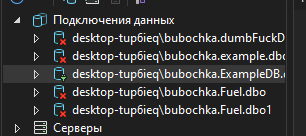 Подключения данных
desktop-tup6ieq\bubochka.dumbFuckD
desktop-tup6ieq\bubochka.example.dbo
desktop-tup6ieq\bubochka.ExampleDB.
desktop-tup6ieq\bubochka.Fuel.dbo
desktop-tup6ieq\bubochka.Fuel.dbo1
Серверы